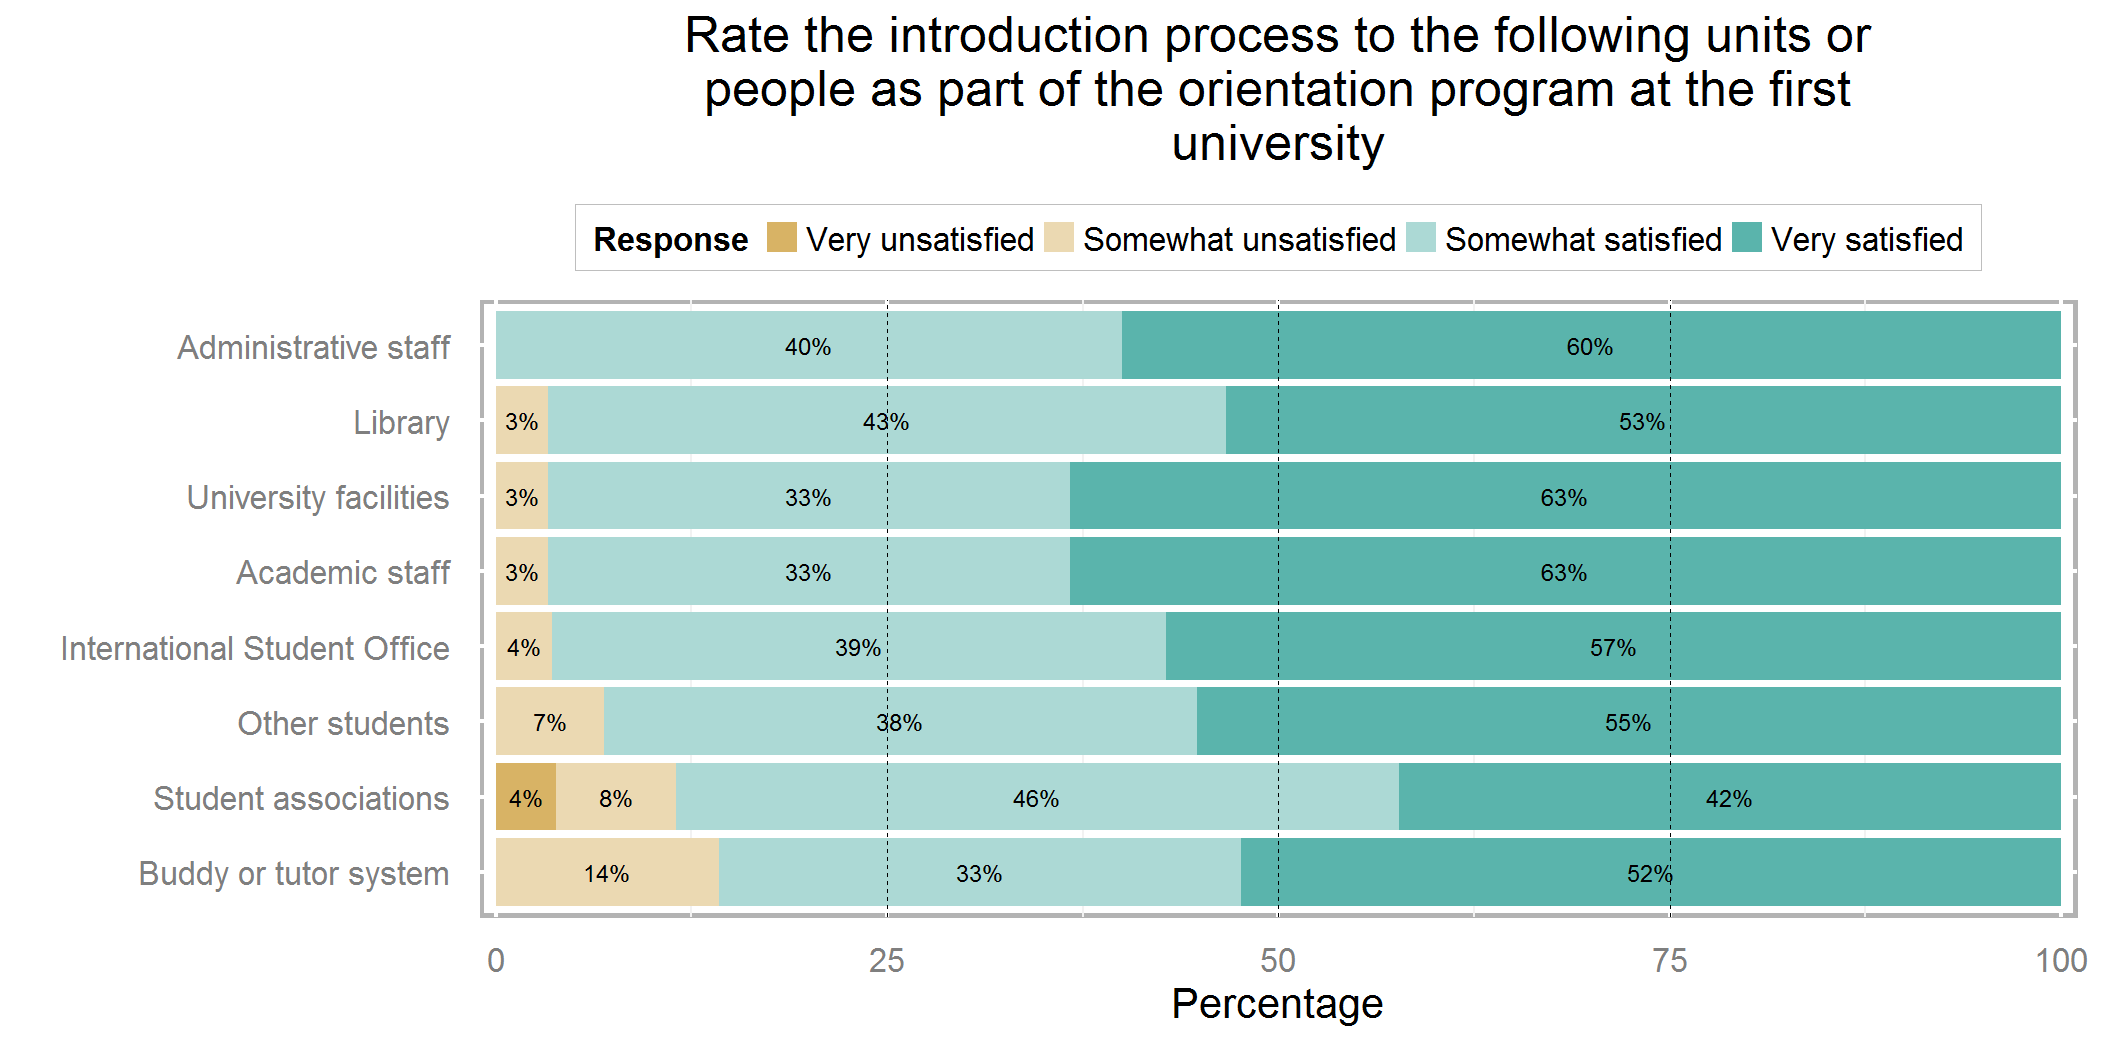 Rate the introduction process to the following units or
people as part of the orientation program at the first
university
Response Very unsatisfied Somewhat unsatisfied Somewhat satisfied Very satisfied
Administrative staff 40% 60%
Library 3% 43% 53%
University facilities 3% 33% 63%
Academic staff 3% 33% 63%
International Student Office 4% 39% 57%
Other students 7% 38% 55%
Student associations 4% 8% 46% 42%
Buddy or tutor system 14% 33% 52%
0 25 50 75 100
Percentage